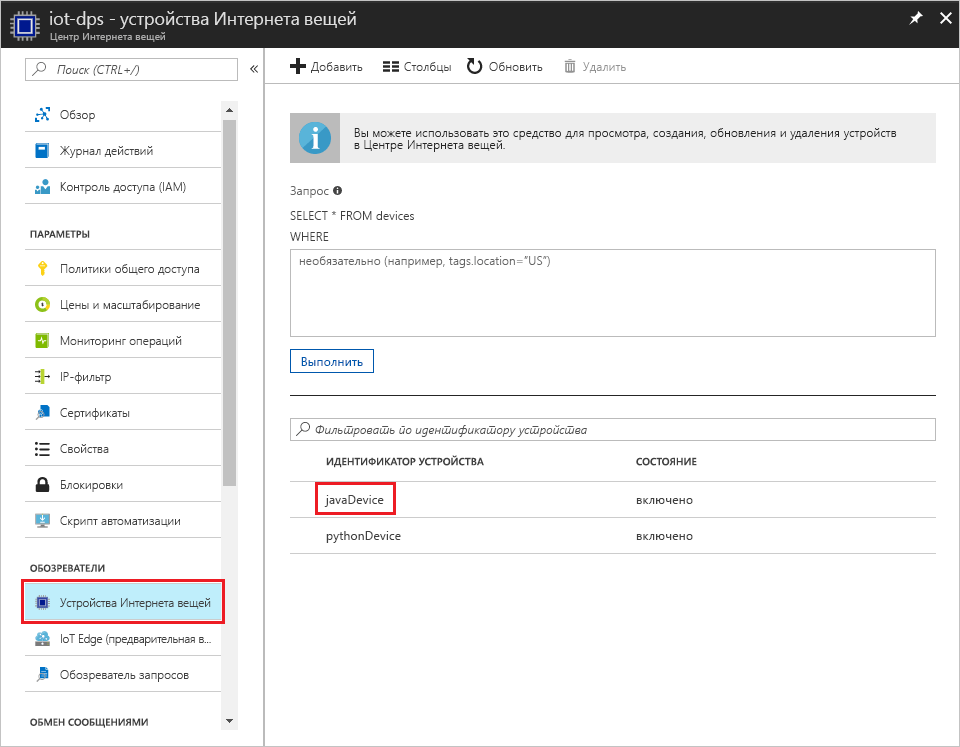 iot-dps - устройства Интернета вещей
Центр Интернета вещей
Поиск (CTRL+/)
«
Обзор
Журнал действий
Контроль доступа (IAM)
ПАРАМЕТРЫ
Политики общего доступа
Цены и масштабирование
Мониторинг операций
IP-фильтр
Сертификаты
Свойства
Блокировки
Скрипт автоматизации
ОБОЗРЕВАТЕЛИ
Устройства Интернета вещей
IoT Edge (предварительная в...
Обозреватель запросов
ОБМЕН СООБЩЕНИЯМИ
Добавить Столбцы Обновить Удалить
Вы можете использовать это средство для просмотра, создания, обновления и удаления устройств
в Центре Интернета вещей.
Запрос
SELECT * FROM devices
WHERE
необязательно (например, tags.location="US")
Выполнить
Фильтровать по идентификатору устройства
ИДЕНТИФИКАТОР УСТРОЙСТВА СОСТОЯНИЕ
javaDevice включено
pythonDevice включено